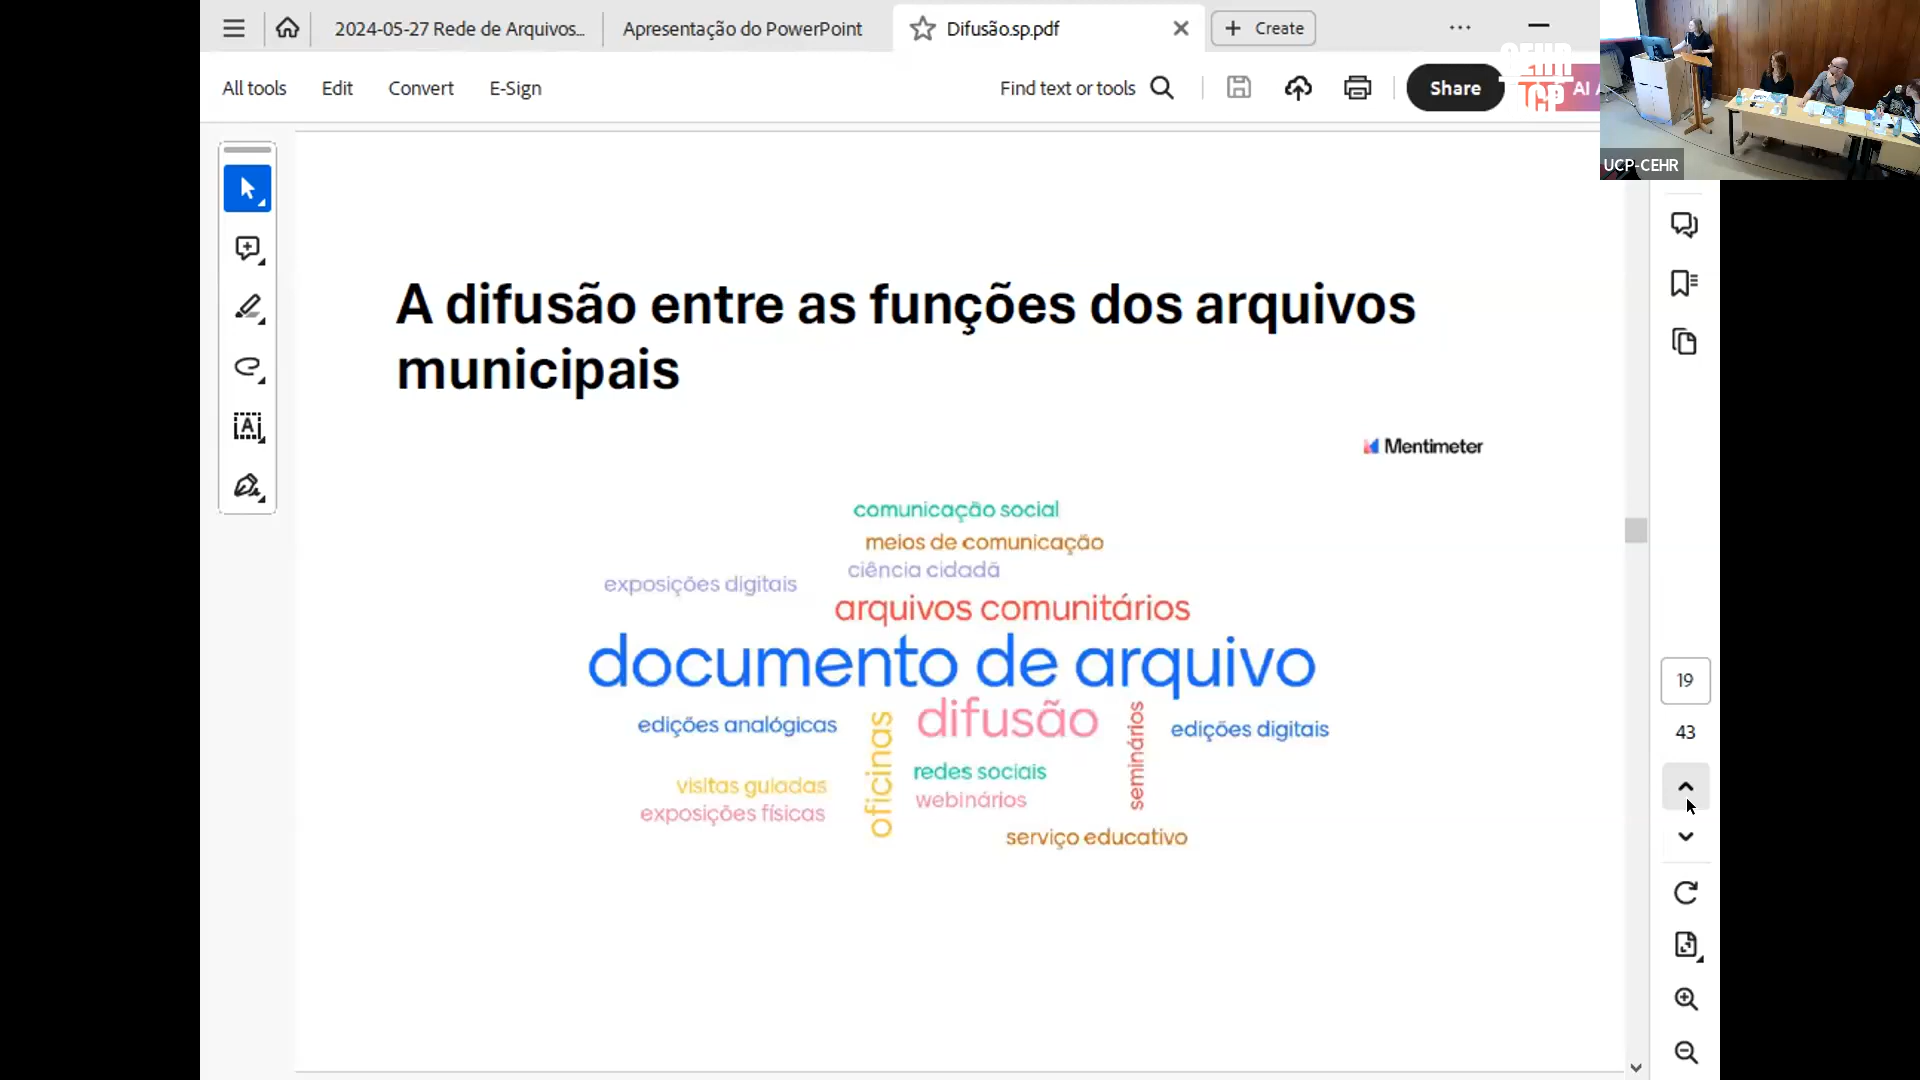 2024-05-27 Rede de Arquivos...
Apresentação do PowerPoint
Difusão.sp.pdf
Create
All tools
Edit
Convert
E-Sign
Find text or tools
Share
AI
CEHR
UCP
UCP-CEHR
A difusão entre as funções dos arquivos
municipais
Mentimeter
comunicação social
meios de comunicação
ciência cidadã
exposições digitais
arquivos comunitários
documento de arquivo
edições analógicas
oficinas
difusão
seminários
edições digitais
redes sociais
visitas guiadas
webinários
exposições físicas
serviço educativo
19
43